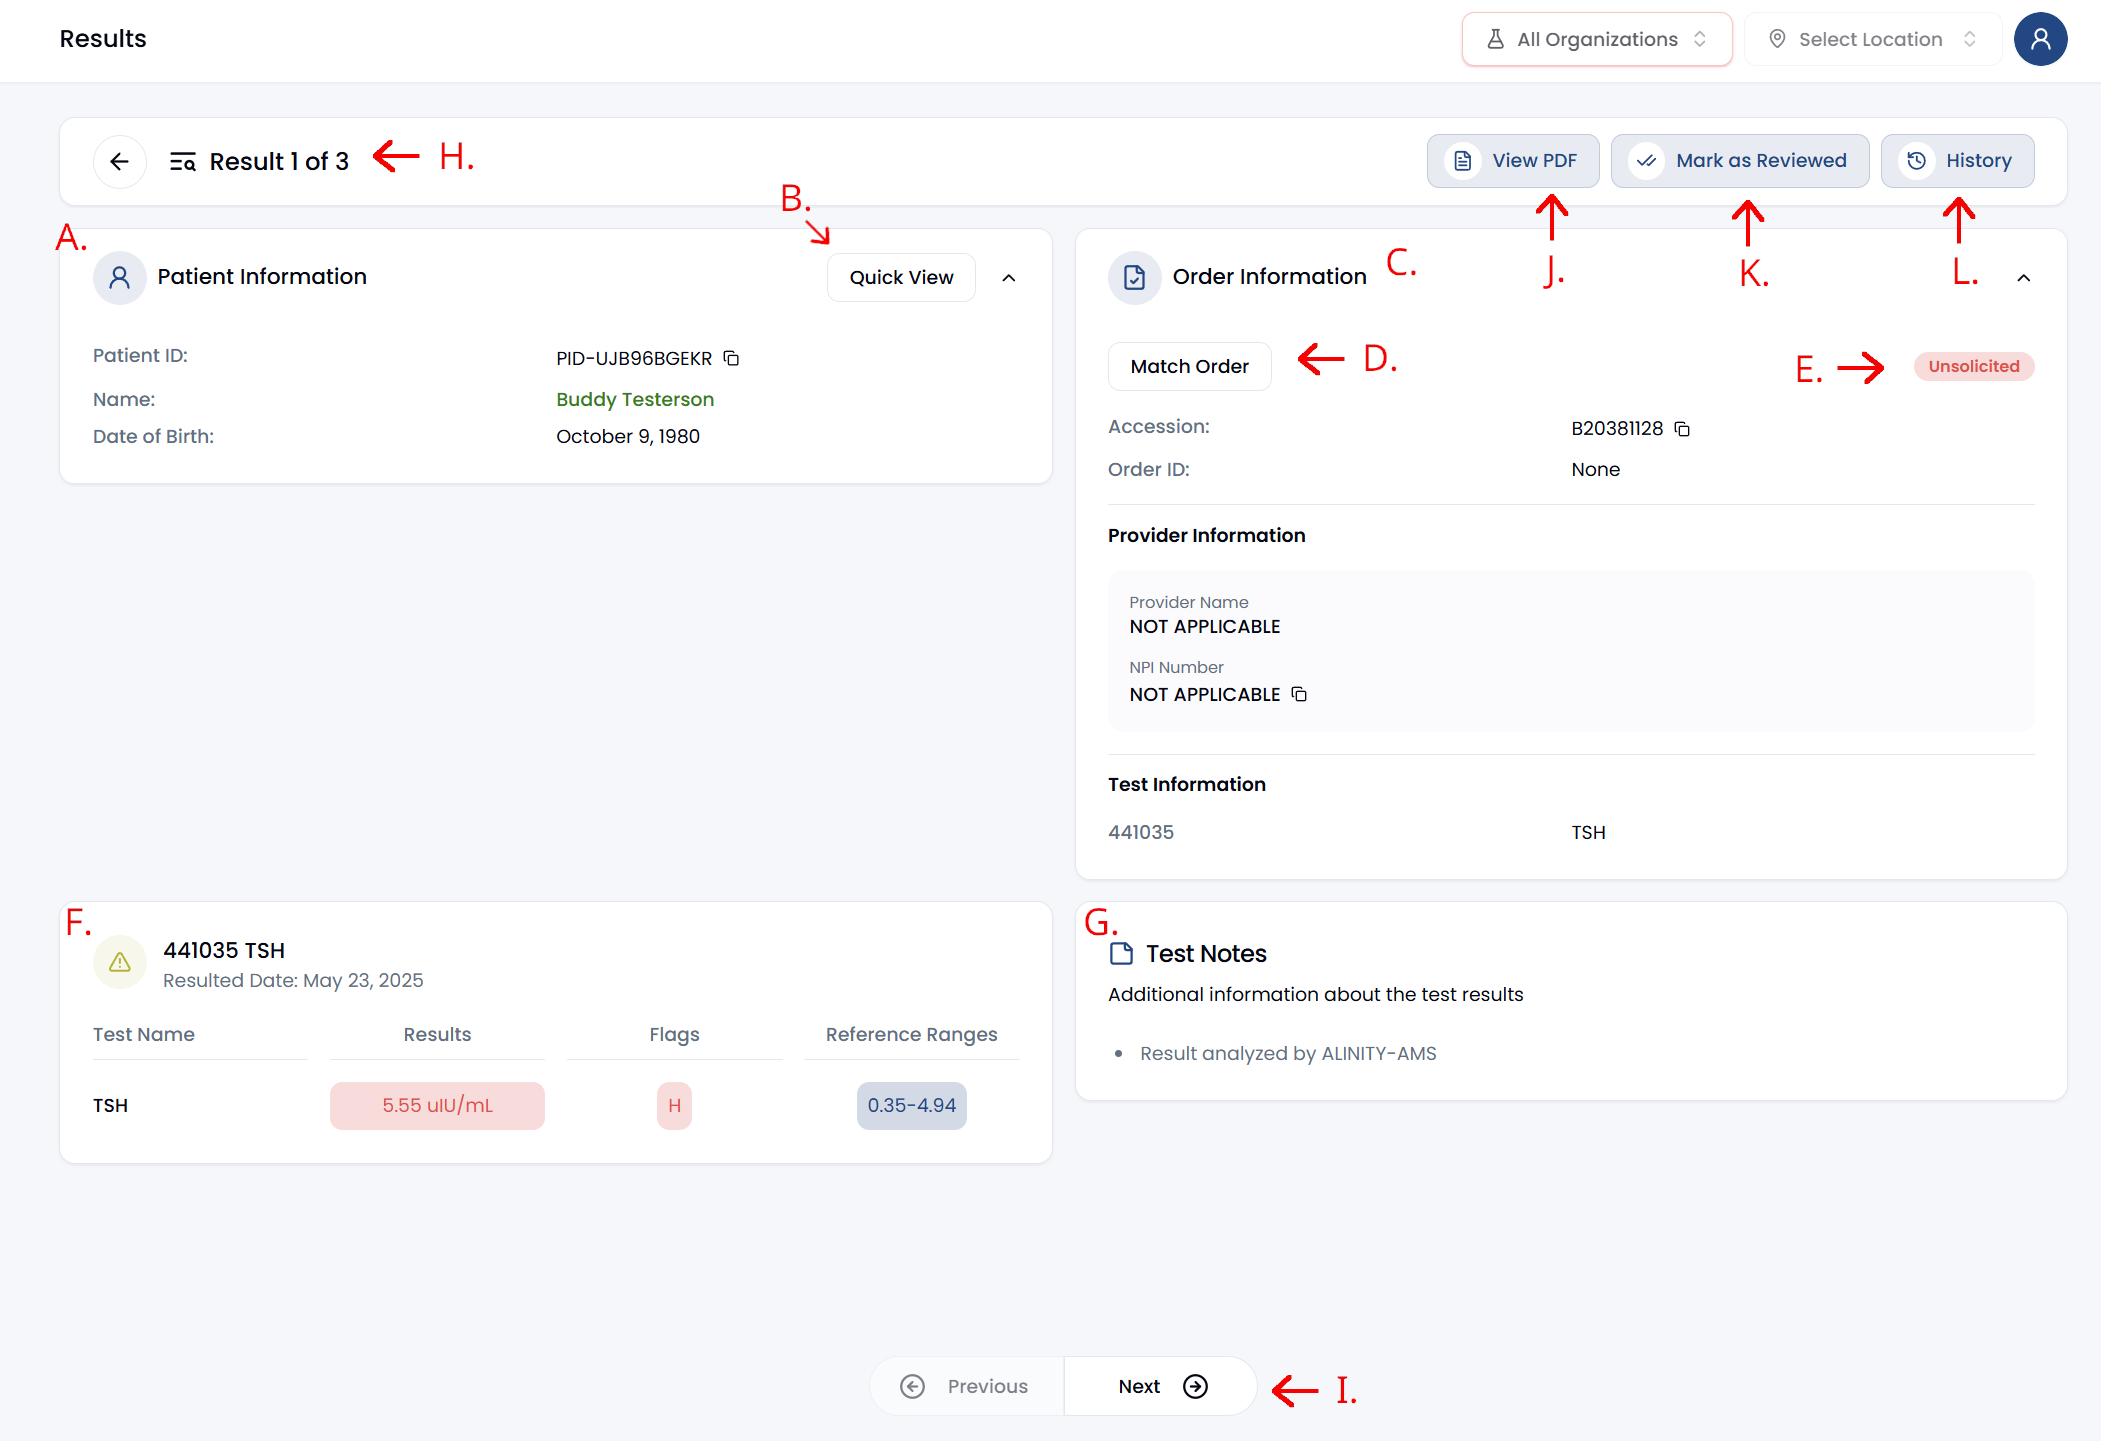 Results
All Organizations
Select Location
Result 1 of 3
H.
View PDF
Mark as Reviewed
History
J.
K.
L.
A.
Patient Information
B.
Quick View
Patient ID:
PID-UJB96BGEKR
Name:
Buddy Testerson
Date of Birth:
October 9, 1980
Order Information
C.
Match Order
D.
E.
Unsolicited
Accession:
B20381128
Order ID:
None
Provider Information
Provider Name
NOT APPLICABLE
NPI Number
NOT APPLICABLE
Test Information
441035
TSH
F.
441035 TSH
Resulted Date: May 23, 2025
Test Name
Results
Flags
Reference Ranges
TSH
5.55 uIU/mL
H
0.35-4.94
G.
Test Notes
Additional information about the test results
• Result analyzed by ALINITY-AMS
Previous
Next
I.